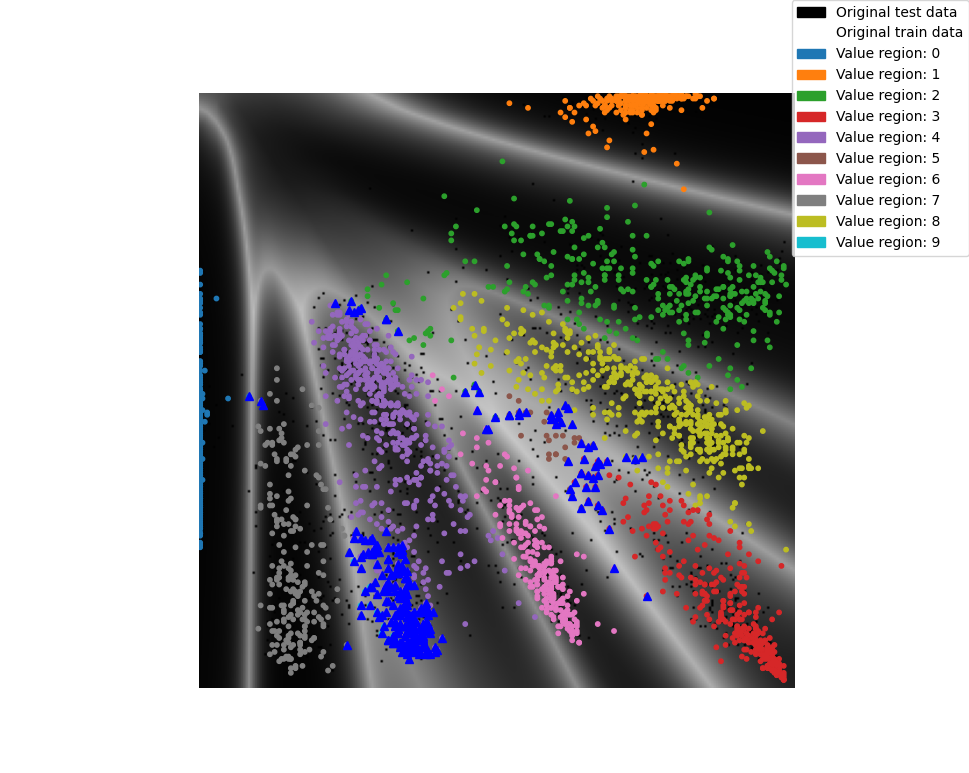 Original test data
Original train data
Value region: 0
Value region: 1
Value region: 2
Value region: 3
Value region: 4
Value region: 5
Value region: 6
Value region: 7
Value region: 8
Value region: 9